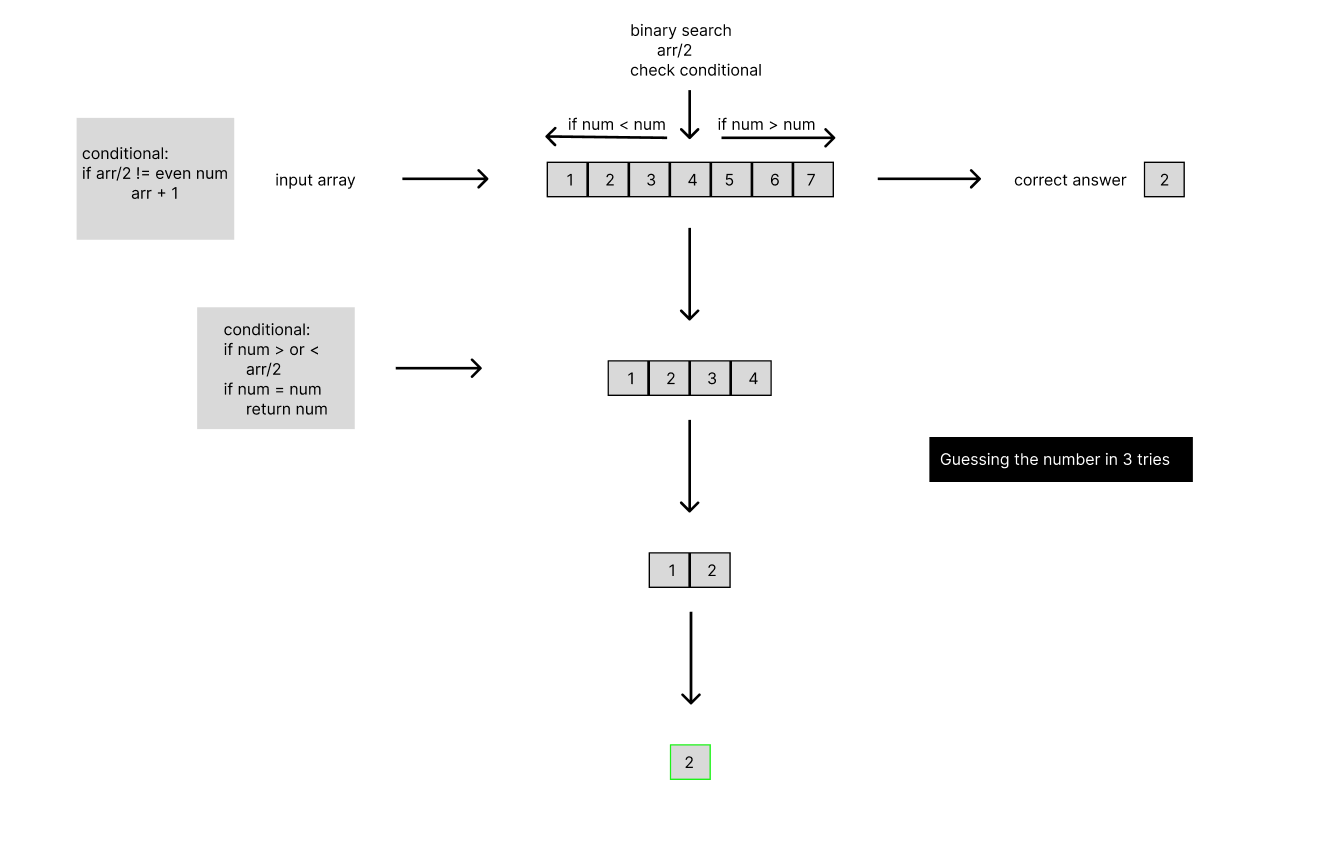 binary search
arr/2
check conditional
if num < num
if num > num
conditional:
if arr/2 != even num
arr + 1
input array
1 2 3 4 5 6 7
correct answer 2
conditional:
if num > or <
arr/2
if num = num
return num
1 2 3 4
Guessing the number in 3 tries
1 2
2